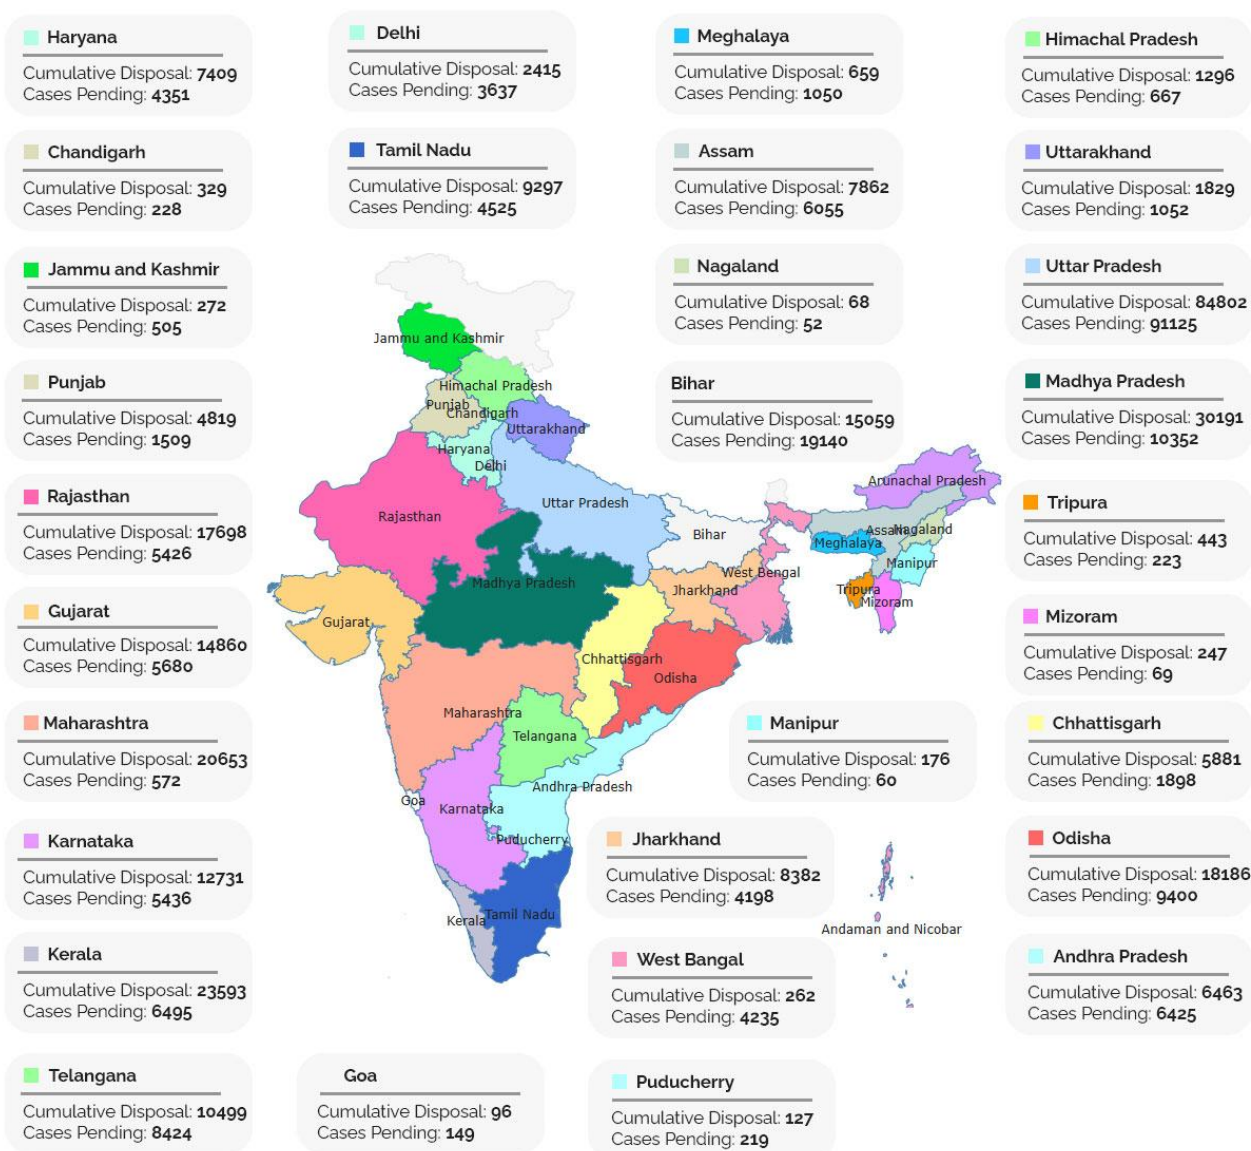 Haryana
Cumulative Disposal: 7409
Cases Pending: 4351
Delhi
Cumulative Disposal: 2415
Cases Pending: 3637
Meghalaya
Cumulative Disposal: 659
Cases Pending: 1050
Himachal Pradesh
Cumulative Disposal: 1296
Cases Pending: 667
Chandigarh
Cumulative Disposal: 329
Cases Pending: 228
Tamil Nadu
Cumulative Disposal: 9297
Cases Pending: 4525
Assam
Cumulative Disposal: 7862
Cases Pending: 6055
Uttarakhand
Cumulative Disposal: 1829
Cases Pending: 1052
Jammu and Kashmir
Cumulative Disposal: 272
Cases Pending: 505
Nagaland
Cumulative Disposal: 68
Cases Pending: 52
Uttar Pradesh
Cumulative Disposal: 84802
Cases Pending: 91125
Punjab
Cumulative Disposal: 4819
Cases Pending: 1509
Bihar
Cumulative Disposal: 15059
Cases Pending: 19140
Madhya Pradesh
Cumulative Disposal: 30191
Cases Pending: 10352
Rajasthan
Cumulative Disposal: 17698
Cases Pending: 5426
Tripura
Cumulative Disposal: 443
Cases Pending: 223
Gujarat
Cumulative Disposal: 14860
Cases Pending: 5680
Mizoram
Cumulative Disposal: 247
Cases Pending: 69
Maharashtra
Cumulative Disposal: 20653
Cases Pending: 572
Manipur
Cumulative Disposal: 176
Cases Pending: 60
Chhattisgarh
Cumulative Disposal: 5881
Cases Pending: 1898
Karnataka
Cumulative Disposal: 12731
Cases Pending: 5436
Jharkhand
Cumulative Disposal: 8382
Cases Pending: 4198
Odisha
Cumulative Disposal: 18186
Cases Pending: 9400
Kerala
Cumulative Disposal: 23593
Cases Pending: 6495
West Bangal
Cumulative Disposal: 262
Cases Pending: 4235
Andhra Pradesh
Cumulative Disposal: 6463
Cases Pending: 6425
Telangana
Cumulative Disposal: 10499
Cases Pending: 8424
Goa
Cumulative Disposal: 96
Cases Pending: 149
Puducherry
Cumulative Disposal: 127
Cases Pending: 219
Jammu and Kashmir
Himachal Pradesh
Punjab
Chandigarh
Uttarakhand
Haryana
Delhi
Arunachal Pradesh
Uttar Pradesh
Rajasthan
Bihar
Assam
Nagaland
Meghalaya
Manipur
West Bengal
Madhya Pradesh
Jharkhand
Tripura
Mizoram
Gujarat
Chhattisgarh
Odisha
Maharashtra
Telangana
Andhra Pradesh
Goa
Karnataka
Puducherry
Kerala
Tamil Nadu
Andaman and Nicobar